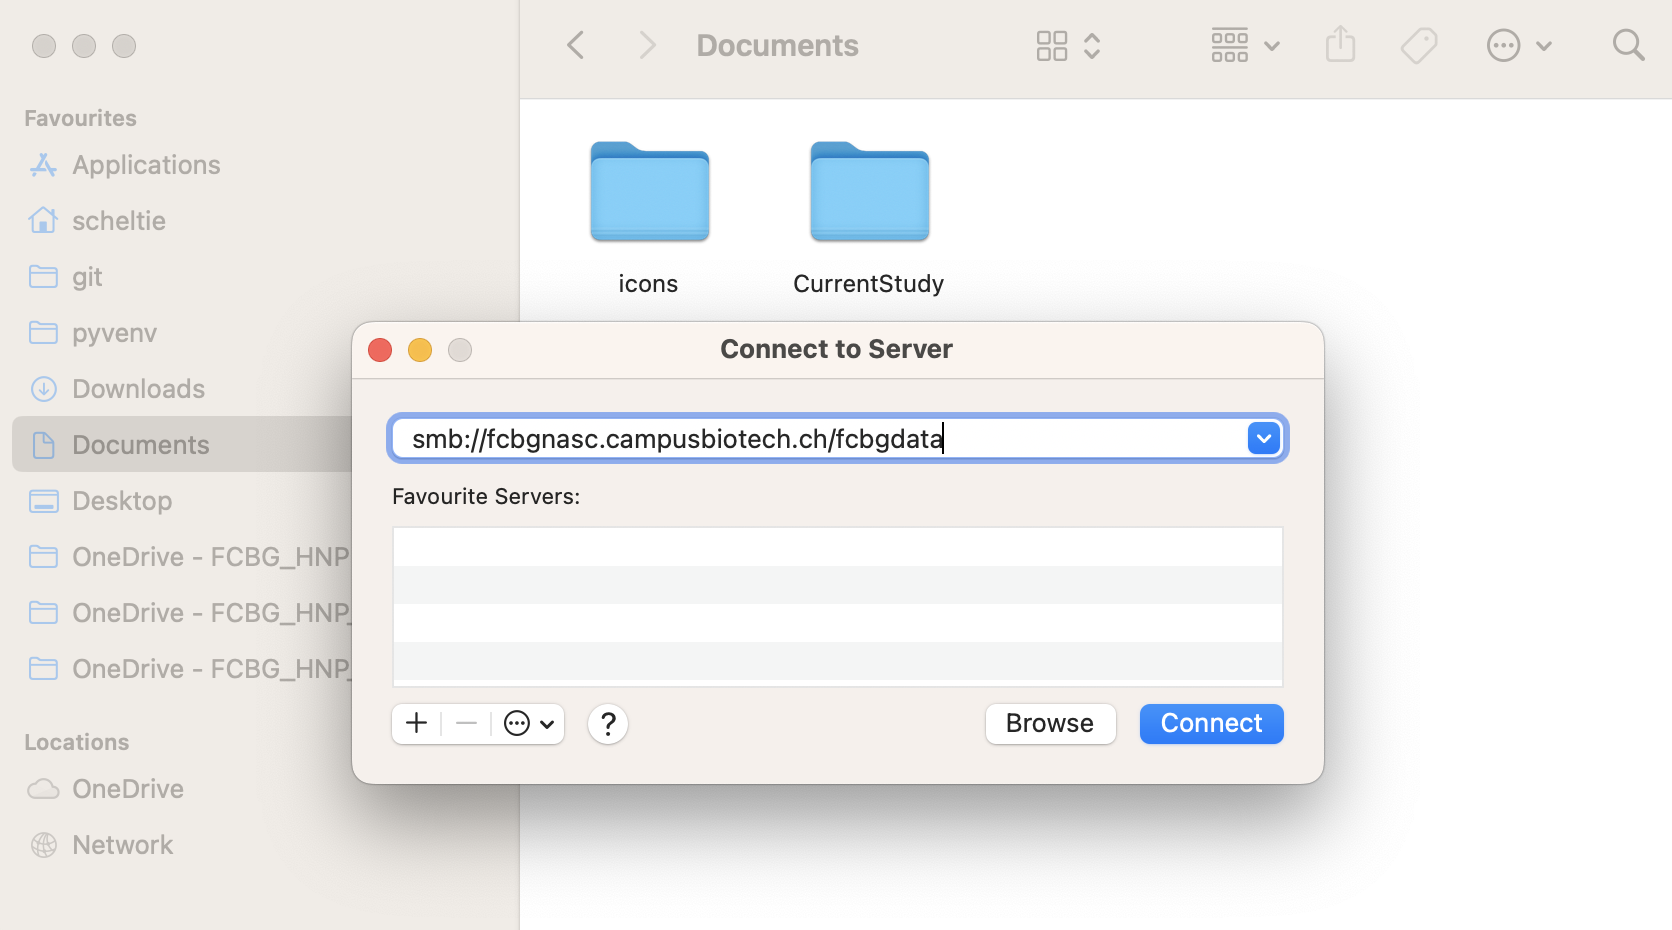 Documents
Favourites
Applications
scheltie
git
pyvenv
Downloads
Documents
Desktop
OneDrive - FCBG_HNP
OneDrive - FCBG_HNP_
OneDrive - FCBG_HNP_
Locations
OneDrive
Network
icons
CurrentStudy
Connect to Server
smb://fcbgnasc.campusbiotech.ch/fcbgdata
Favourite Servers:
?
Browse
Connect